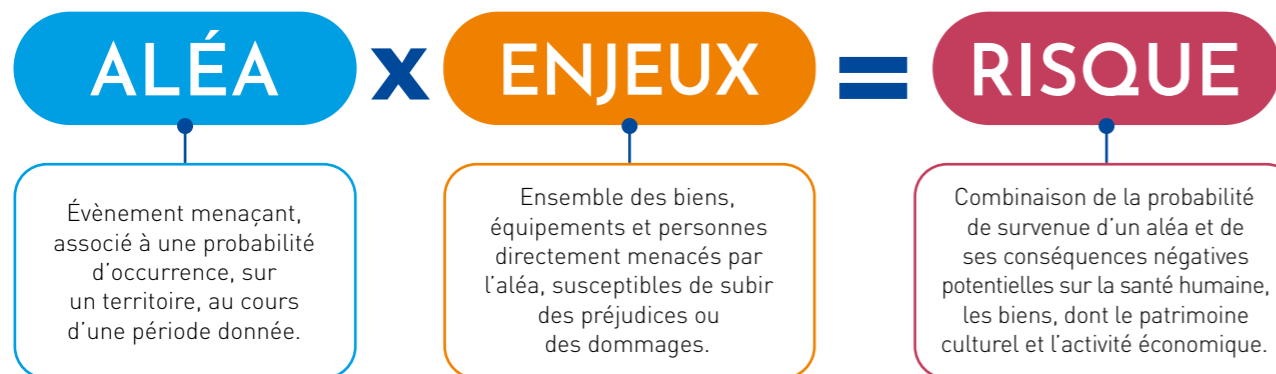 ALÉA x ENJEUX = RISQUE
Évènement menaçant,
associé à une probabilité
d’occurrence, sur
un territoire, au cours
d’une période donnée.
Ensemble des biens,
équipements et personnes
directement menacés par
l’aléa, susceptibles de subir
des préjudices ou
des dommages.
Combinaison de la probabilité
de survenue d’un aléa et de
ses conséquences négatives
potentielles sur la santé humaine,
les biens, dont le patrimoine
culturel et l’activité économique.